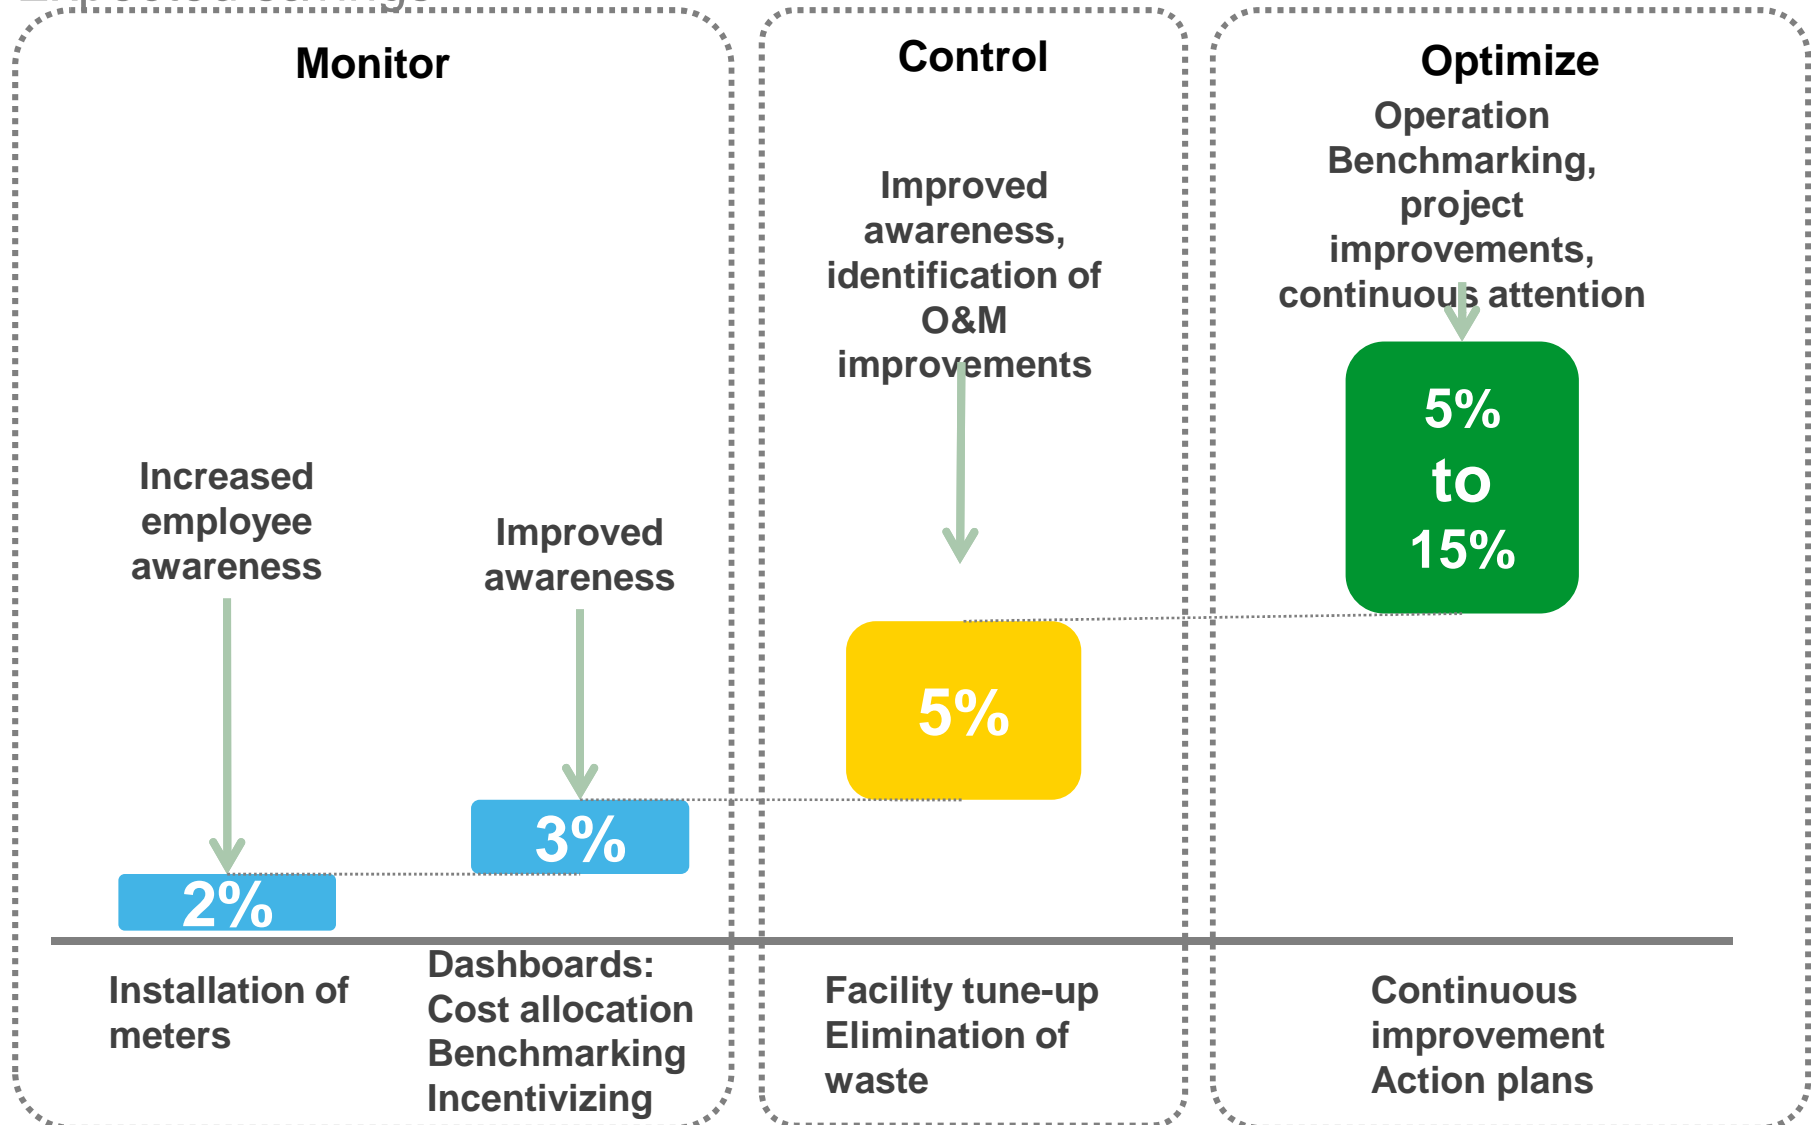 Monitor
Increased
employee
awareness
2%
Installation of
meters
Improved
awareness
3%
Dashboards:
Cost allocation
Benchmarking
Incentivizing
Control
Improved
awareness,
identification of
O&M
improvements
5%
Facility tune-up
Elimination of
waste
Optimize
Operation
Benchmarking,
project
improvements,
continuous attention
5%
to
15%
Continuous
improvement
Action plans